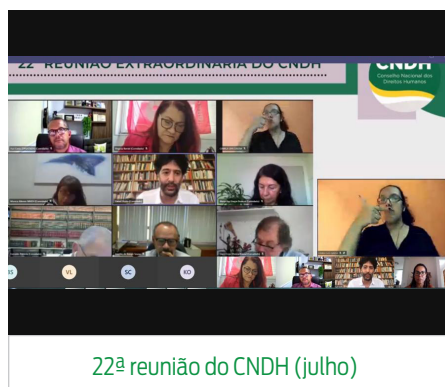 22ª REUNIÃO EXTRAORDINÁRIA DO CNDH
CNDH
Conselho Nacional dos
Direitos Humanos
RS
VL
SC
KO
22ª reunião do CNDH (julho)